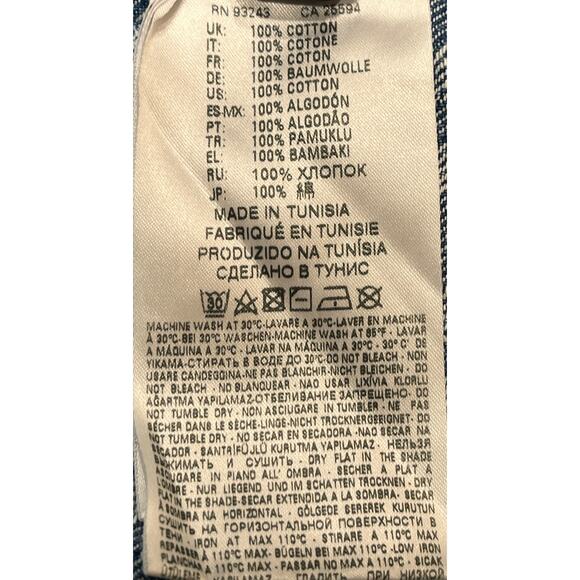 RN 93243 CA 25594
UK: 100% COTTON
IT: 100% COTONE
FR: 100% COTON
DE: 100% BAUMWOLLE
US: 100% COTTON
ES-MX: 100% ALGODÓN
PT: 100% ALGODÃO
TR: 100% PAMUKLU
EL: 100% BAMBAKI
RU: 100% ХЛОПОК
JP: 100% 綿
MADE IN TUNISIA
FABRIQUÉ EN TUNISIE
PRODUZIDO NA TUNÍSIA
СДЕЛАНО В ТУНИС
30
MACHINE WASH AT 30°C-LAVARE A 30°C-LAVER EN MACHINE
À 30°C-BEI 30°C WASCHEN-MACHINE WASH AT 85°F - LAVAR
A MÁQUINA A 30°C - LAVAR NA MÁQUINA A 30°C - 30° C' DE
YIKAMA-СТИРАТЬ В ВОДЕ ДО 30°C-DO NOT BLEACH - NON
USARE CANDEGGINA-NE PAS BLANCHIR-NICHT BLEICHEN - DO
NOT BLEACH - NO BLANQUEAR - NAO USAR LIXÍVIA KLORLU
AĞARTMA YAPILAMAZ-ОТБЕЛИВАНИЕ ЗАПРЕЩЕНО- DO
NOT TUMBLE DRY - NON ASCIUGARE IN TUMBLER - NE PAS
SÉCHER DANS LE SÈCHE-LINGE-NICHT TROCKNERGEEIGNET- DO
NOT TUMBLE DRY - NO SECAR EN SECADORA -NÃO SECAR NA
SECADOR - SANTRİFÜJLÜ KURUTMA YAPILAMAZ - НЕЛЬЗЯ
ОТЖИМАТЬ И СУШИТЬ - DRY FLAT IN THE SHADE
ASCIUGARE IN PIANO ALL' OMBRA - SECHER A PLAT A
L'OMBRE - NUR LIEGEND UND IM SCHATTEN TROCKNEN - DRY
FLAT IN THE SHADE-SECAR EXTENDIDA A LA SOMBRA- SECAR
A SOMBRA NA HORIZONTAL - GÖLGEDE SEREREK KURUTUN
СУШИТЬ НА ГОРИЗОНТАЛЬНОЙ ПОВЕРХНОСТИ В
ТЕНИ - IRON AT 110°C MAX - STIRARE A 110°C MAX
REPASSER À 110°C MAX- BÜGELN BEI MAX 110°C -LOW IRON
PLANCHA A 110°C MAX - PASSAR NO MAX A 110°C - SICAK